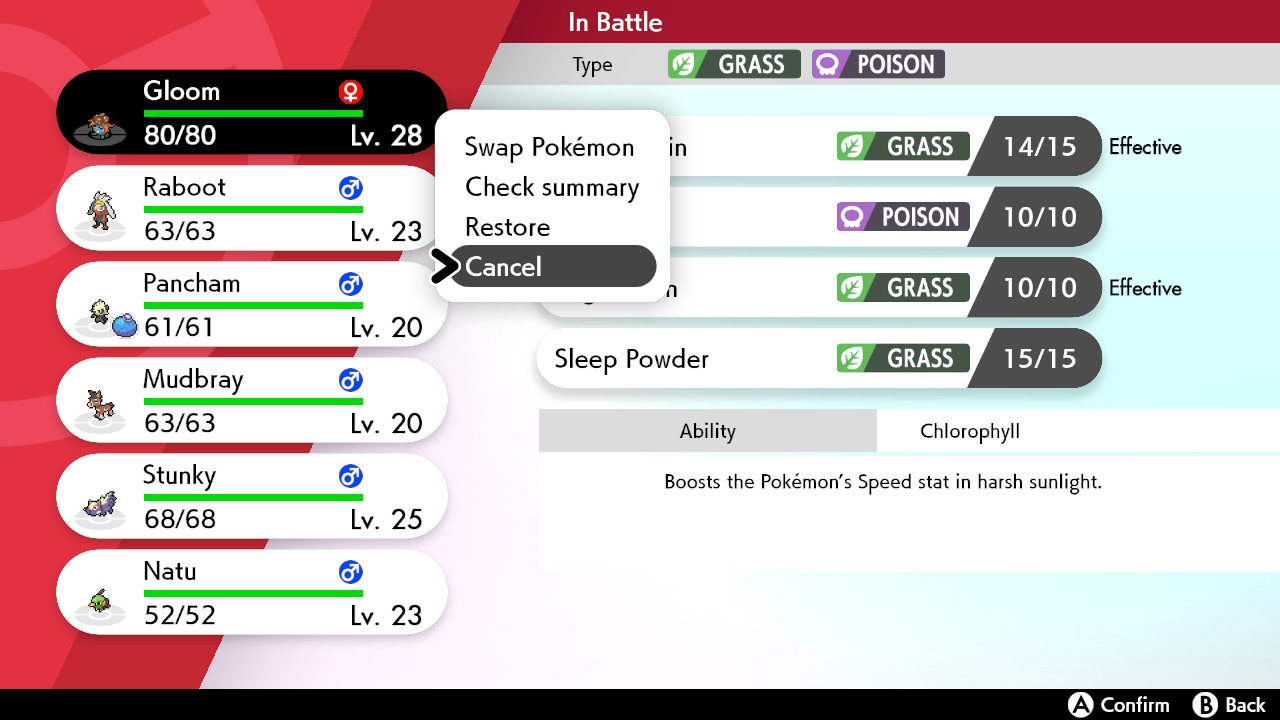 In Battle
Type GRASS POISON
Gloom ♀
80/80 Lv. 28
Raboot ♂
63/63 Lv. 23
Pancham ♂
61/61 Lv. 20
Mudbray ♂
63/63 Lv. 20
Stunky ♂
68/68 Lv. 25
Natu ♂
52/52 Lv. 23
Swap Pokémon
Check summary
Restore
Cancel
in GRASS 14/15 Effective
POISON 10/10
GRASS 10/10 Effective
Sleep Powder GRASS 15/15
Ability Chlorophyll
Boosts the Pokémon's Speed stat in harsh sunlight.
A Confirm B Back